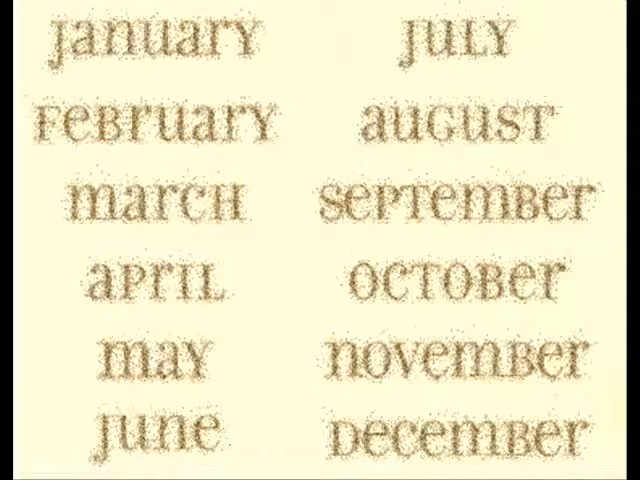 January
February
March
April
May
June
July
August
September
October
November
December